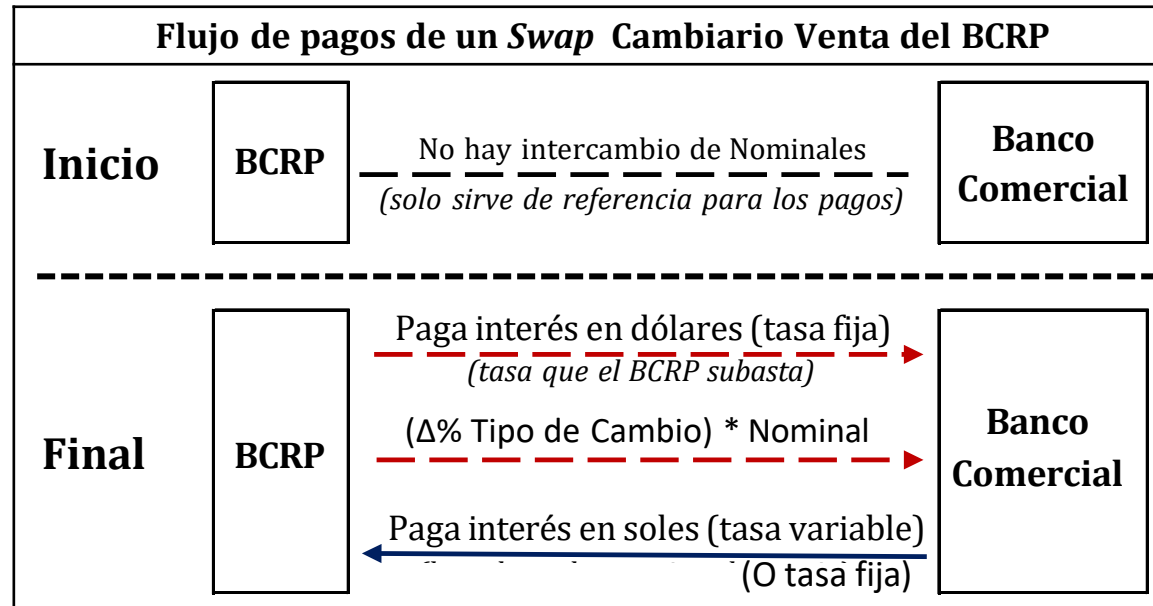 Flujo de pagos de un Swap Cambiario Venta del BCRP
Inicio
BCRP
No hay intercambio de Nominales
(solo sirve de referencia para los pagos)
Banco
Comercial
Final
BCRP
Paga interés en dólares (tasa fija)
(tasa que el BCRP subasta)
(Δ% Tipo de Cambio) * Nominal
Paga interés en soles (tasa variable)
(O tasa fija)
Banco
Comercial